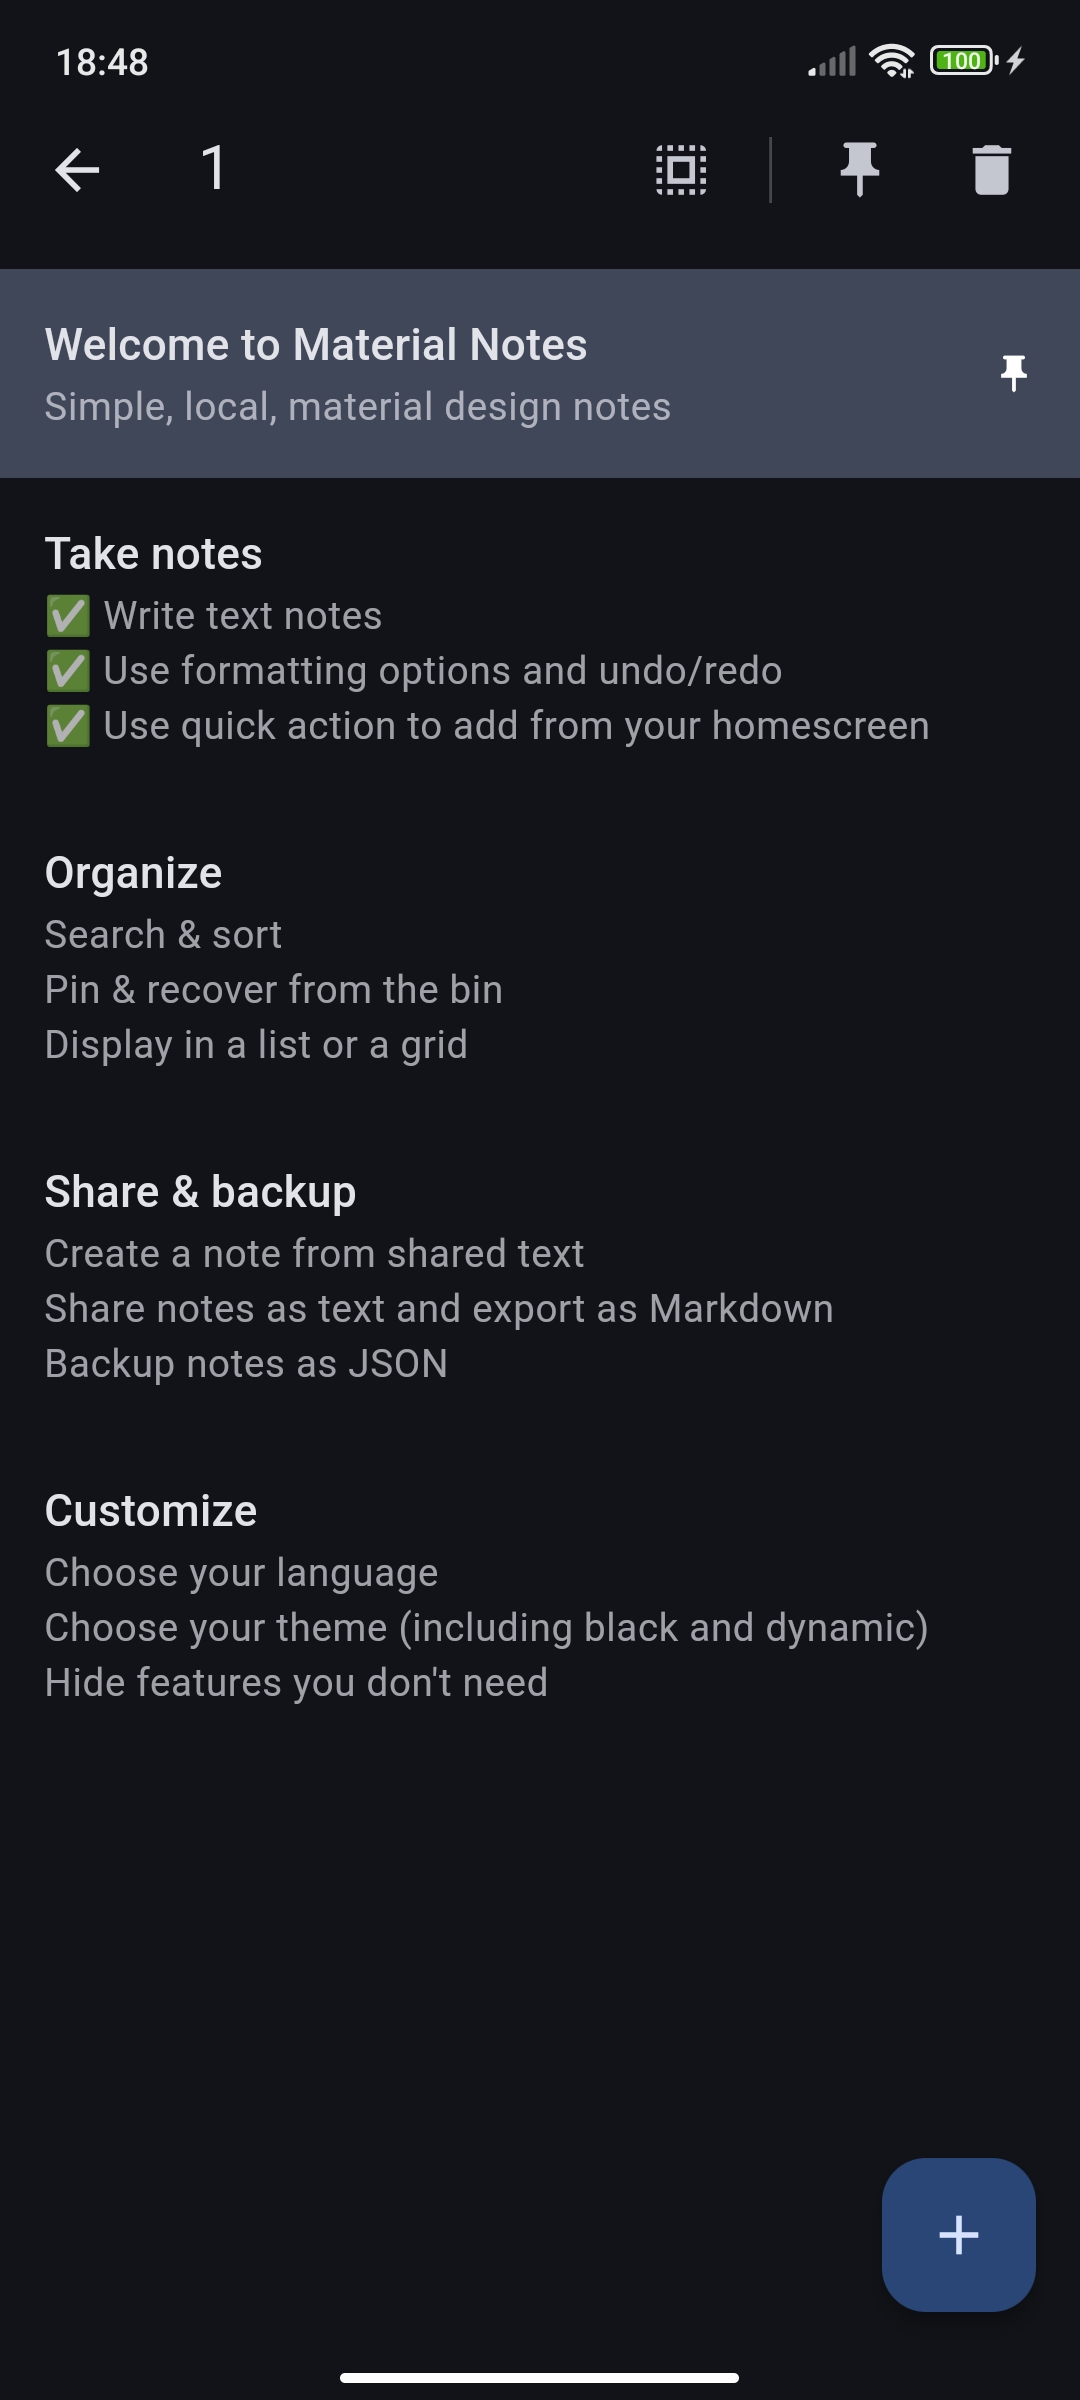 18:48
100
1
Welcome to Material Notes
Simple, local, material design notes
Take notes
✅ Write text notes
✅ Use formatting options and undo/redo
✅ Use quick action to add from your homescreen
Organize
Search & sort
Pin & recover from the bin
Display in a list or a grid
Share & backup
Create a note from shared text
Share notes as text and export as Markdown
Backup notes as JSON
Customize
Choose your language
Choose your theme (including black and dynamic)
Hide features you don't need